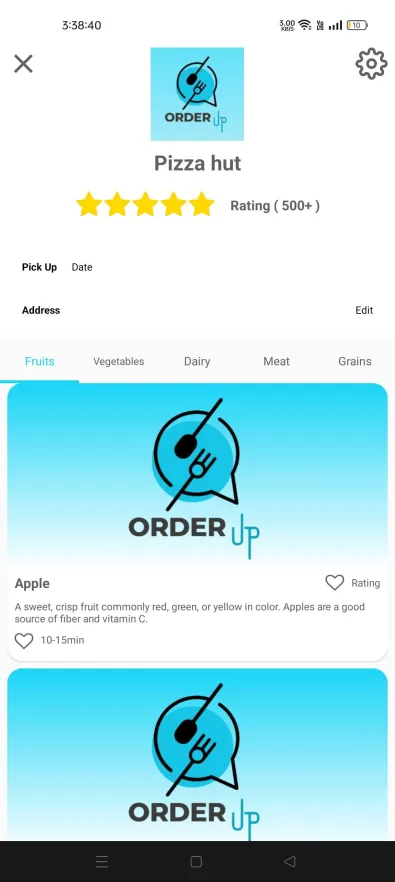 3:38:40
3.00
KB/S
Vo
LTE
10
ORDER UP
Pizza hut
Rating ( 500+ )
Pick Up Date
Address Edit
Fruits Vegetables Dairy Meat Grains
ORDER UP
Apple Rating
A sweet, crisp fruit commonly red, green, or yellow in color. Apples are a good
source of fiber and vitamin C.
10-15min
ORDER UP